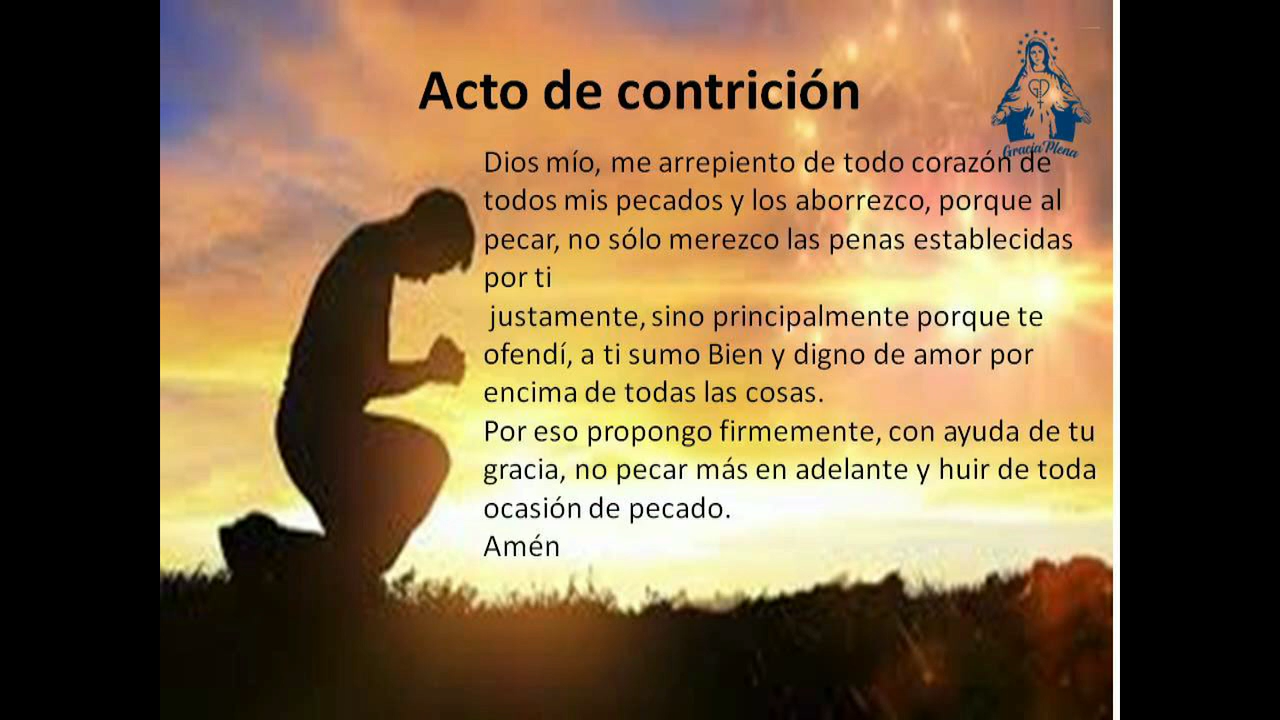 Acto de contrición
Gracia Plena
Dios mío, me arrepiento de todo corazón de
todos mis pecados y los aborrezco, porque al
pecar, no sólo merezco las penas establecidas
por ti
justamente, sino principalmente porque te
ofendí, a ti sumo Bien y digno de amor por
encima de todas las cosas.
Por eso propongo firmemente, con ayuda de tu
gracia, no pecar más en adelante y huir de toda
ocasión de pecado.
Amén